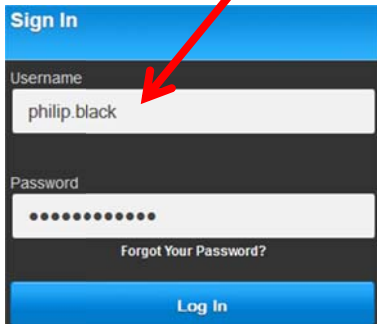 Sign In
Username
philip.black
Password
••••••••••••
Forgot Your Password?
Log In